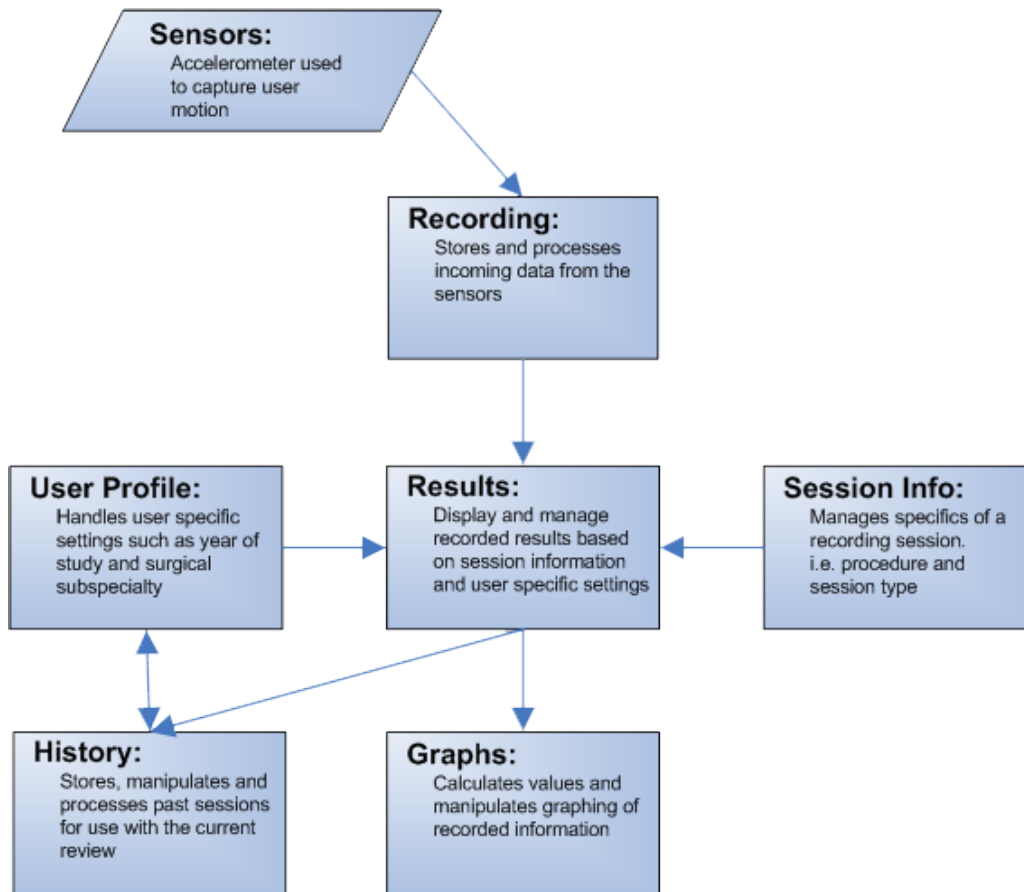 Sensors:
Accelerometer used
to capture user
motion
Recording:
Stores and processes
incoming data from the
sensors
User Profile:
Handles user specific
settings such as year of
study and surgical
subspecialty
Results:
Display and manage
recorded results based
on session information
and user specific settings
Session Info:
Manages specifics of a
recording session.
i.e. procedure and
session type
History:
Stores, manipulates and
processes past sessions
for use with the current
review
Graphs:
Calculates values and
manipulates graphing of
recorded information